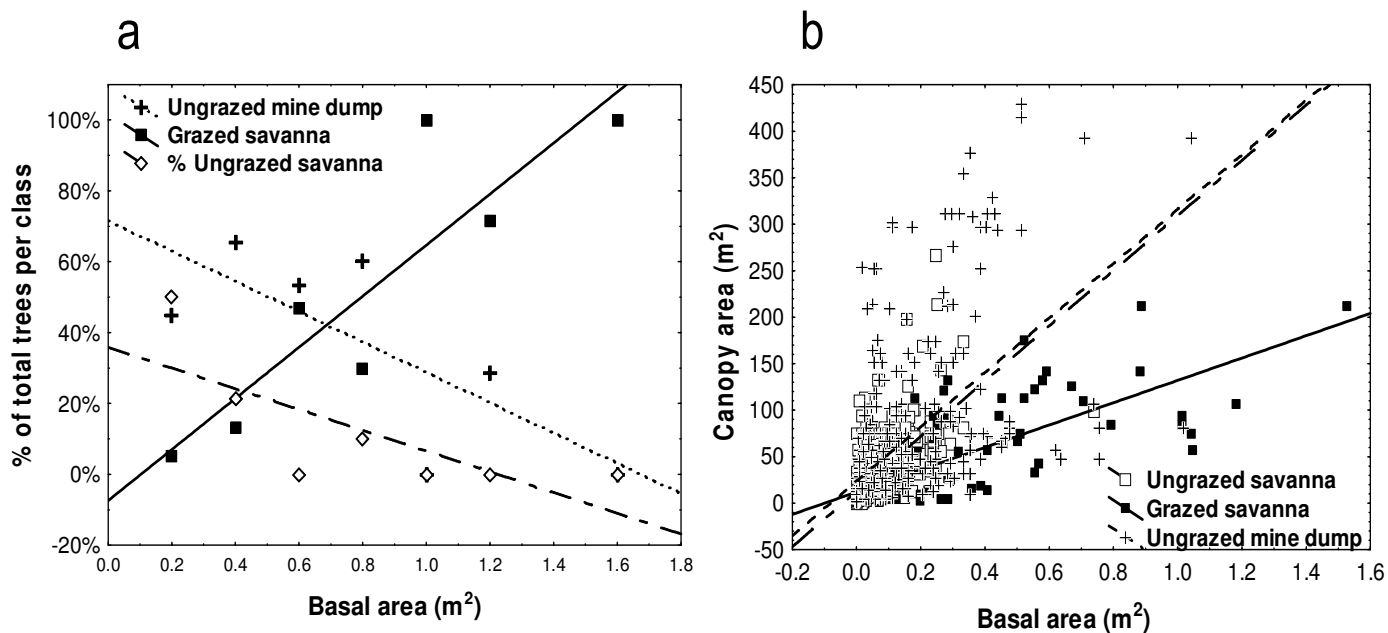 a
% of total trees per class
100%
80%
60%
40%
20%
0%
-20%
Ungrazed mine dump
Grazed savanna
% Ungrazed savanna
0.0 0.2 0.4 0.6 0.8 1.0 1.2 1.4 1.6 1.8
Basal area (m²)
b
Canopy area (m²)
450
400
350
300
250
200
150
100
50
0
-50
Ungrazed savanna
Grazed savanna
Ungrazed mine dump
-0.2 0.0 0.2 0.4 0.6 0.8 1.0 1.2 1.4 1.6
Basal area (m²)